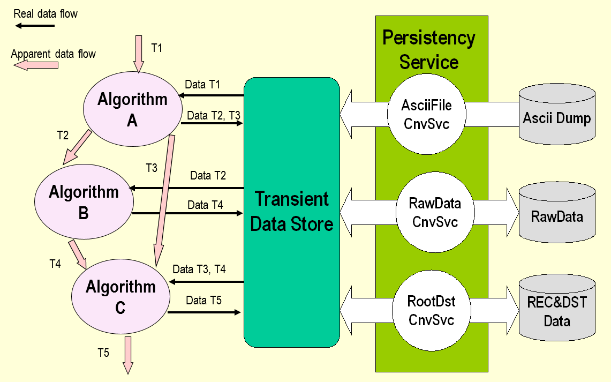 Real data flow
Apparent data flow
T1
Algorithm
A
Data T1
Data T2, T3
T2
T3
Algorithm
B
Data T2
Data T4
T4
Algorithm
C
Data T3, T4
Data T5
T5
Transient
Data Store
Persistency
Service
AsciiFile
CnvSvc
Ascii Dump
RawData
CnvSvc
RawData
RootDst
CnvSvc
REC&DST
Data